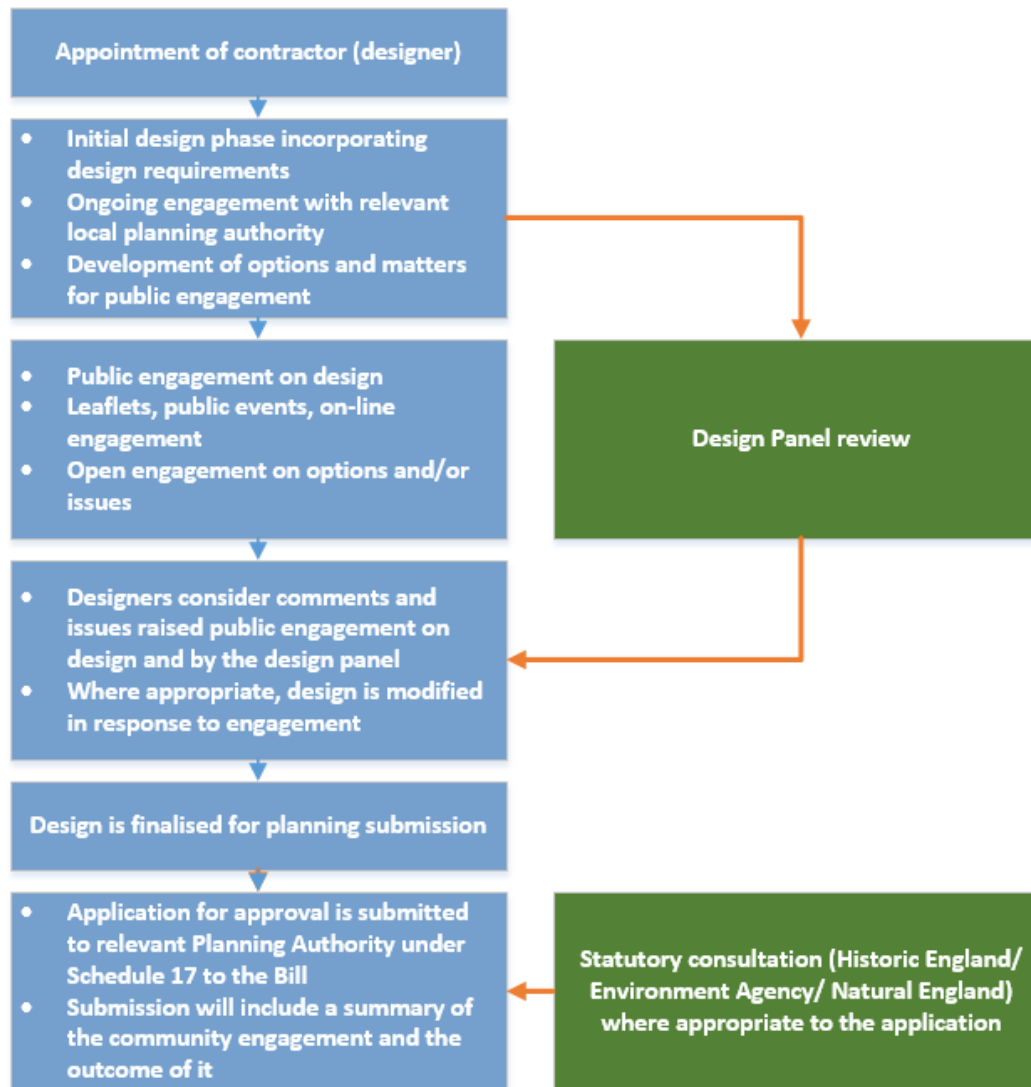 Appointment of contractor (designer)
• Initial design phase incorporating
design requirements
• Ongoing engagement with relevant
local planning authority
• Development of options and matters
for public engagement
• Public engagement on design
• Leaflets, public events, on-line
engagement
• Open engagement on options and/or
issues
Design Panel review
• Designers consider comments and
issues raised public engagement on
design and by the design panel
• Where appropriate, design is modified
in response to engagement
Design is finalised for planning submission
• Application for approval is submitted
to relevant Planning Authority under
Schedule 17 to the Bill
• Submission will include a summary of
the community engagement and the
outcome of it
Statutory consultation (Historic England/
Environment Agency/ Natural England)
where appropriate to the application